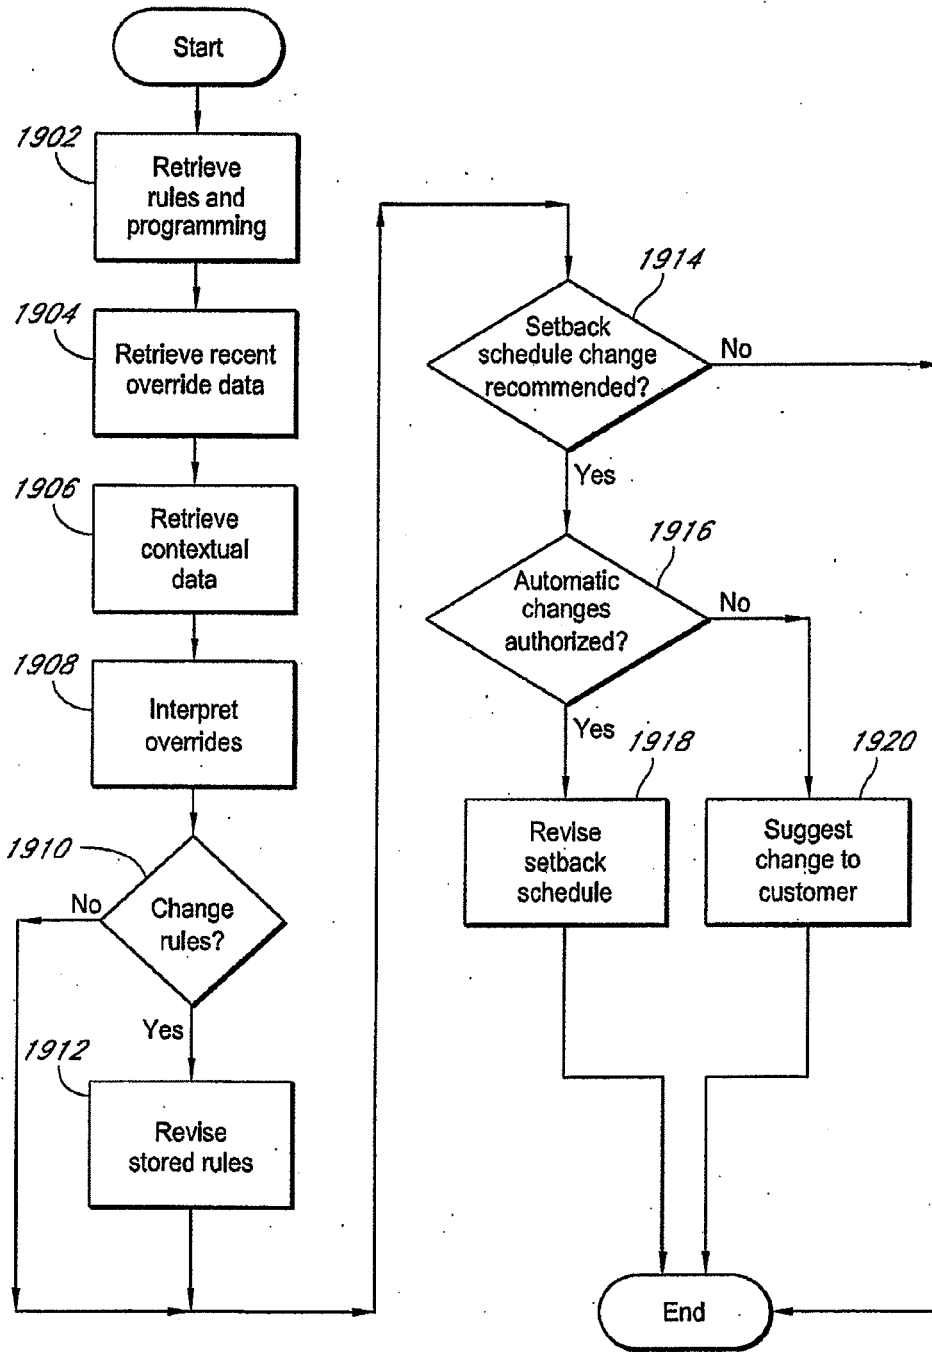 Start
1902
Retrieve
rules and
programming
1904
Retrieve recent
override data
1906
Retrieve
contextual
data
1908
Interpret
overrides
1910
No
Change
rules?
Yes
1912
Revise
stored rules
1914
Setback
schedule change
recommended?
No
Yes
1916
Automatic
changes
authorized?
No
Yes
1918
Revise
setback
schedule
1920
Suggest
change to
customer
End